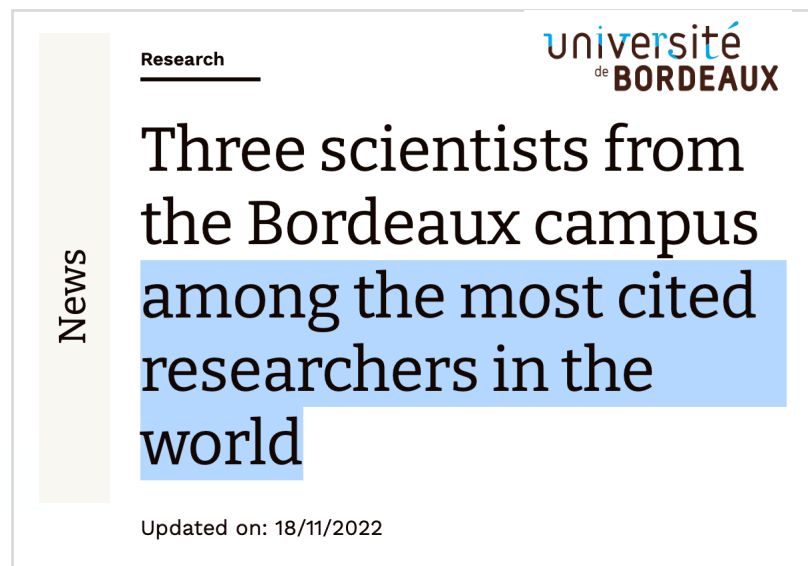 Research
université
de BORDEAUX
Three scientists from
the Bordeaux campus
among the most cited
researchers in the
world
News
Updated on: 18/11/2022